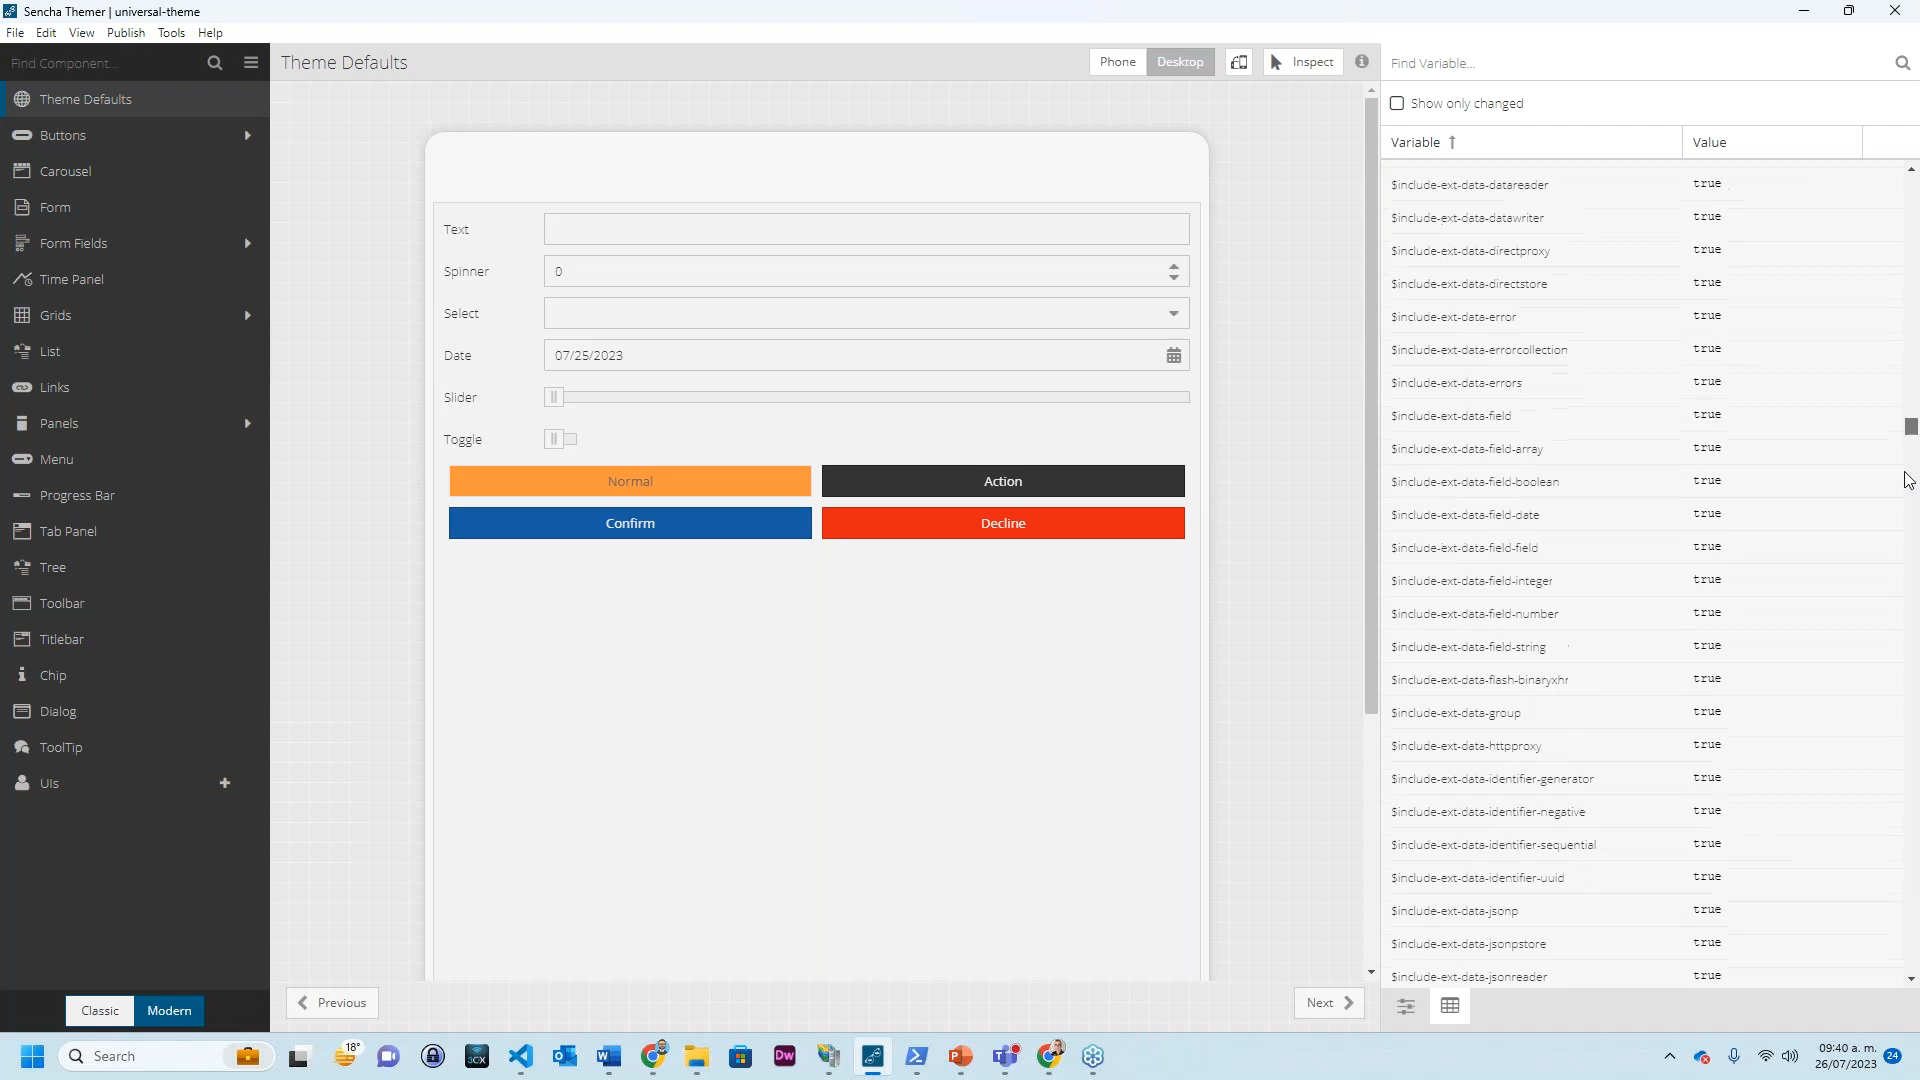 Sencha Themer | universal-theme
File Edit View Publish Tools Help
Find Component...
Theme Defaults
Phone Desktop Inspect
Find Variable...
Theme Defaults
Show only changed
Buttons
Variable Value
Carousel
Form
Form Fields
Time Panel
Grids
List
Links
Panels
Menu
Progress Bar
Tab Panel
Tree
Toolbar
Titlebar
Chip
Dialog
ToolTip
UIs
Classic Modern
Text
Spinner 0
Select
Date 07/25/2023
Slider
Toggle
Normal Action
Confirm Decline
Previous Next
$include-ext-data-datareader true
$include-ext-data-datawriter true
$include-ext-data-directproxy true
$include-ext-data-directstore true
$include-ext-data-error true
$include-ext-data-errorcollection true
$include-ext-data-errors true
$include-ext-data-field true
$include-ext-data-field-array true
$include-ext-data-field-boolean true
$include-ext-data-field-date true
$include-ext-data-field-field true
$include-ext-data-field-integer true
$include-ext-data-field-number true
$include-ext-data-field-string true
$include-ext-data-flash-binaryxhr true
$include-ext-data-group true
$include-ext-data-httpproxy true
$include-ext-data-identifier-generator true
$include-ext-data-identifier-negative true
$include-ext-data-identifier-sequential true
$include-ext-data-identifier-uuid true
$include-ext-data-jsonp true
$include-ext-data-jsonpstore true
$include-ext-data-jsonreader true
Search
18°
3CX
Dw
09:40 a. m.
26/07/2023
24